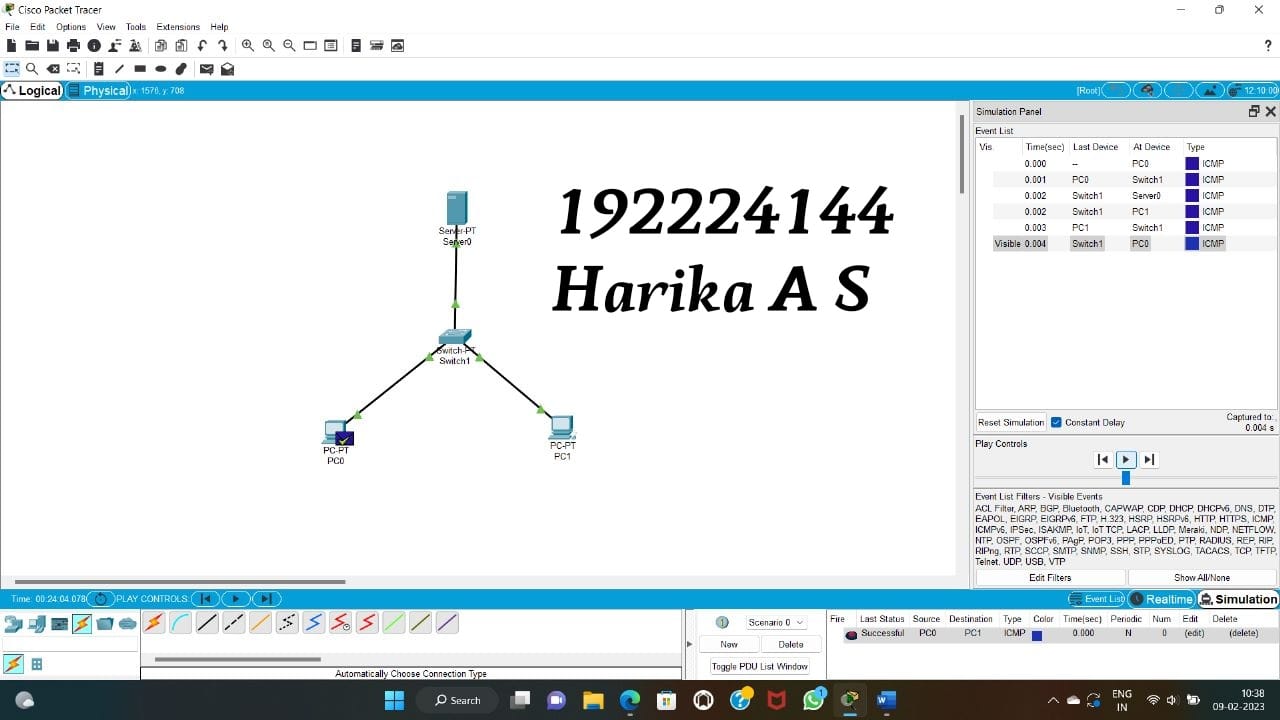 Cisco Packet Tracer
File Edit Options View Tools Extensions Help
?
Logical Physical x: 1576, y: 708 [Root] 12:10:00
Simulation Panel
Event List
Vis. Time(sec) Last Device At Device Type
0.000 -- PC0 ICMP
0.001 PC0 Switch1 ICMP
0.002 Switch1 Server0 ICMP
0.002 Switch1 PC1 ICMP
0.003 PC1 Switch1 ICMP
Visible 0.004 Switch1 PC0 ICMP
192224144
Harika A S
Server-PT
Server0
Switch-PT
Switch1
PC-PT
PC0
PC-PT
PC1
Reset Simulation Constant Delay Captured to:
0.004 s
Play Controls
Event List Filters - Visible Events
ACL Filter, ARP, BGP, Bluetooth, CAPWAP, CDP, DHCP, DHCPv6, DNS, DTP,
EAPOL, EIGRP, EIGRPv6, FTP, H.323, HSRP, HSRPv6, HTTP, HTTPS, ICMP,
ICMPv6, IPSec, ISAKMP, IoT, IoT TCP, LACP, LLDP, Meraki, NDP, NETFLOW,
NTP, OSPF, OSPFv6, PAgP, POP3, PPP, PPPoED, PTP, RADIUS, REP, RIP,
RIPng, RTP, SCCP, SMTP, SNMP, SSH, STP, SYSLOG, TACACS, TCP, TFTP,
Telnet, UDP, USB, VTP
Edit Filters Show All/None
Time: 00:24:04.078 PLAY CONTROLS: Event List Realtime Simulation
Scenario 0
New Delete
Toggle PDU List Window
Fire Last Status Source Destination Type Color Time(sec) Periodic Num Edit Delete
Successful PC0 PC1 ICMP 0.000 N 0 (edit) (delete)
Automatically Choose Connection Type
Search
1
ENG
IN
10:38
09-02-2023